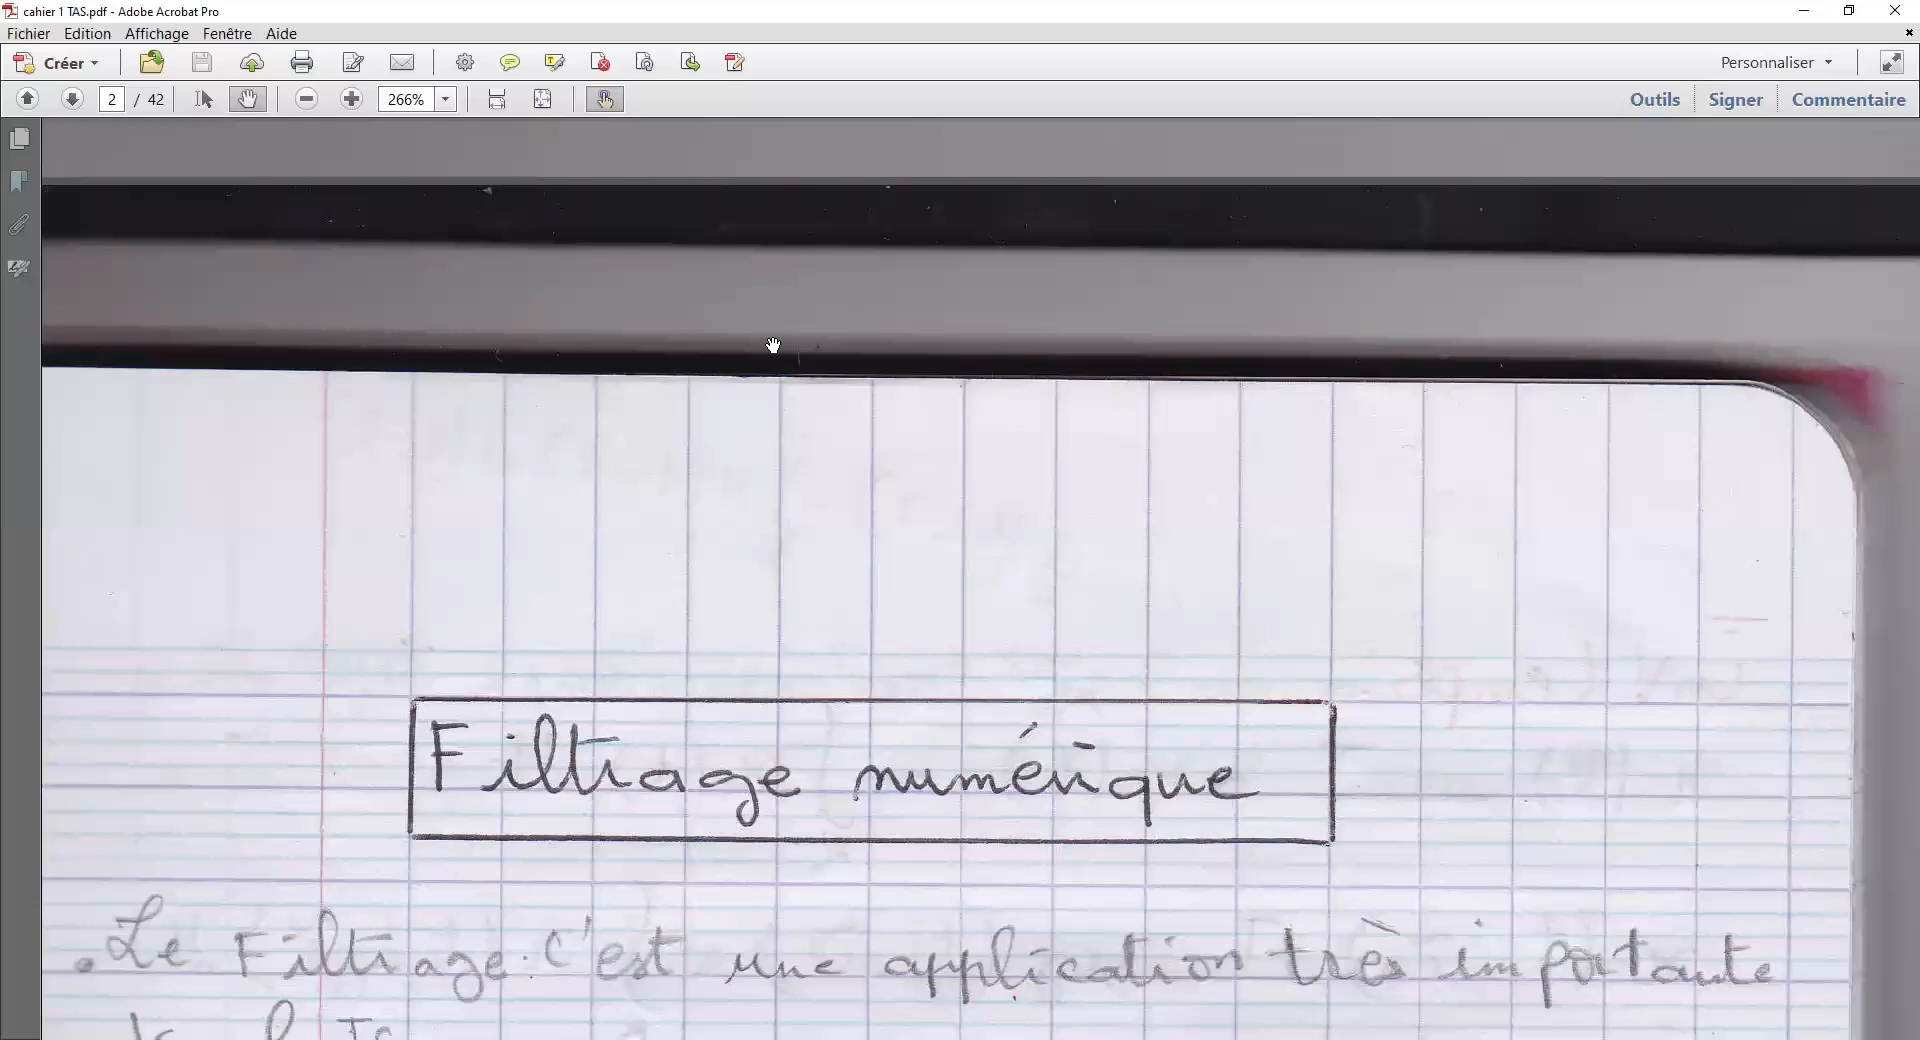 cahier 1 TAS.pdf - Adobe Acrobat Pro
Fichier Edition Affichage Fenêtre Aide
Créer
Personnaliser
2 / 42
266%
Outils Signer Commentaire
Filtrage numérique
. Le Filtrage : c'est une application très importante